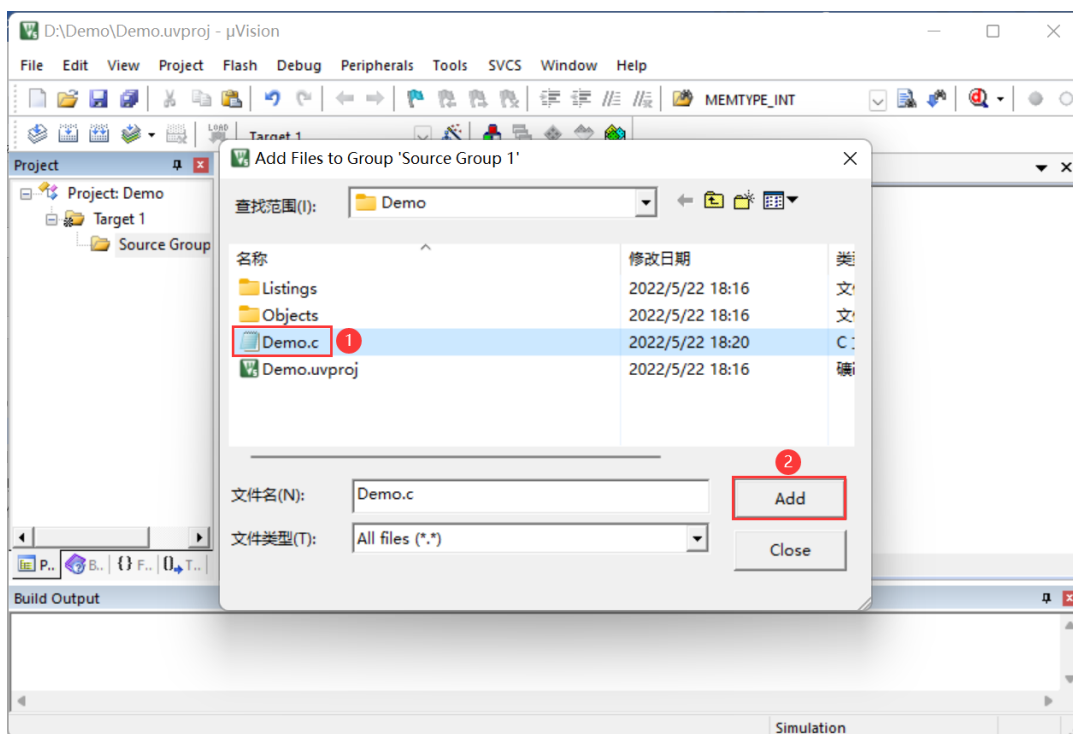 D:\Demo\Demo.uvproj - µVision
File Edit View Project Flash Debug Peripherals Tools SVCS Window Help
MEMTYPE_INT
LOAD
Target 1
Project
Add Files to Group 'Source Group 1'
Project: Demo
Target 1
Source Group
查找范围(I):
Demo
名称 修改日期
Listings 2022/5/22 18:16 文
Objects 2022/5/22 18:16 文
Demo.c 1 2022/5/22 18:20 C
Demo.uvproj 2022/5/22 18:16
2
文件名(N): Demo.c Add
文件类型(T): All files (*.*)
Close
P.. B.. {} F.. 0 T..
Build Output
Simulation